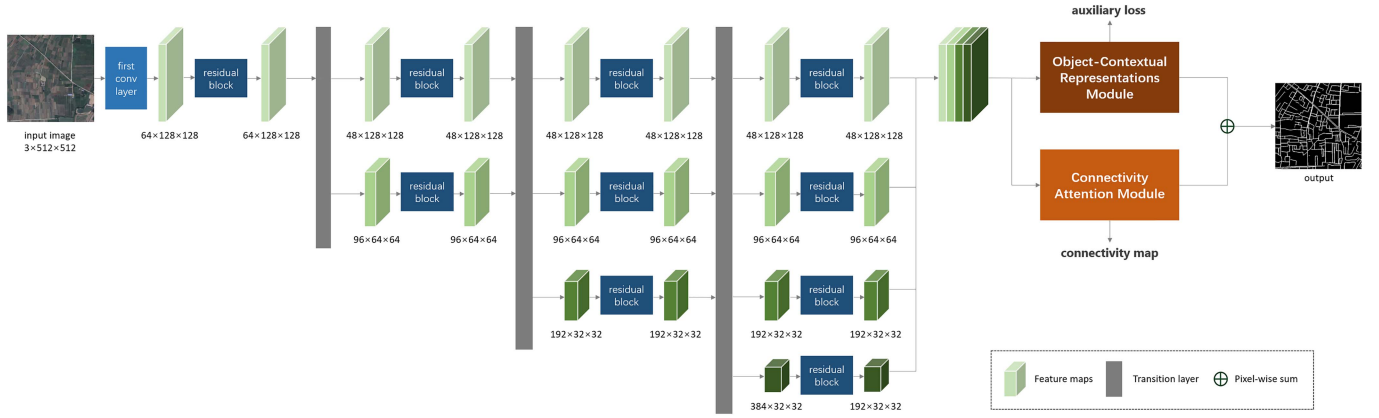 auxiliary loss
first
conv
layer
residual
block
residual
block
residual
block
residual
block
Object-Contextual
Representations
Module
input image
3×512×512
64×128×128
64×128×128
48×128×128
48×128×128
48×128×128
48×128×128
48×128×128
48×128×128
output
residual
block
residual
block
residual
block
Connectivity
Attention Module
96×64×64
96×64×64
96×64×64
96×64×64
96×64×64
96×64×64
connectivity map
residual
block
residual
block
192×32×32
192×32×32
192×32×32
192×32×32
residual
block
384×32×32
192×32×32
Feature maps
Transition layer
Pixel-wise sum